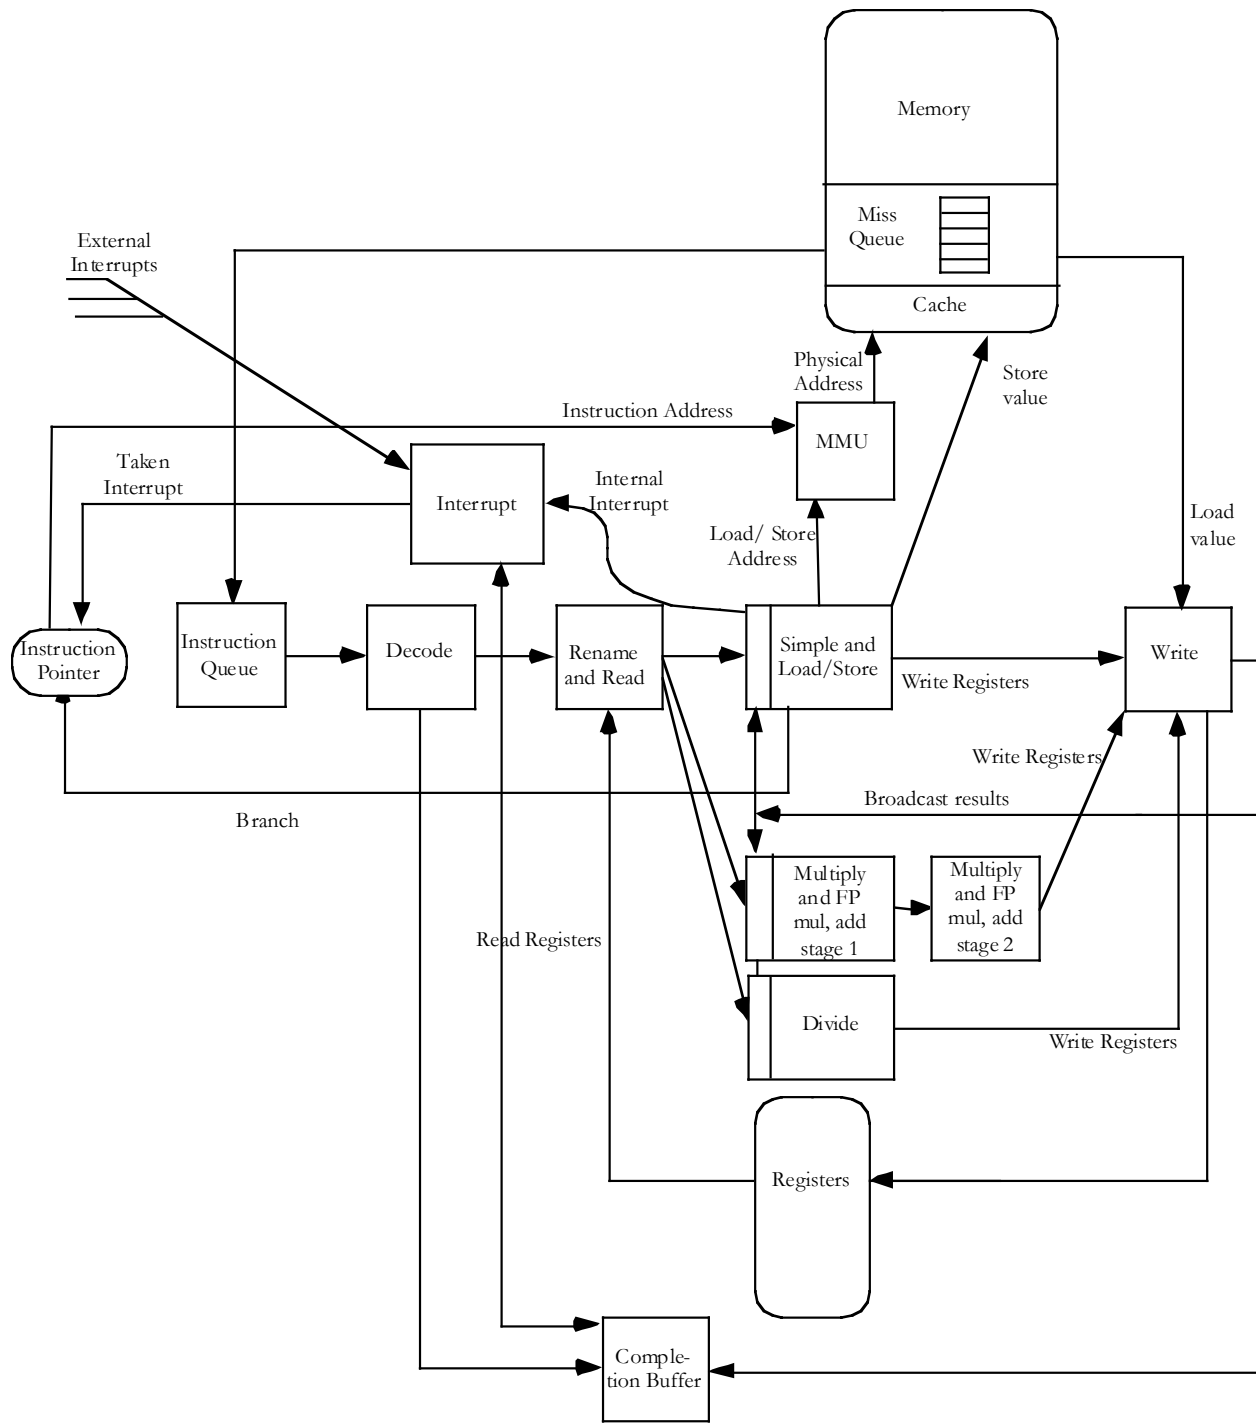 Memory
Miss
Queue
Cache
External
Interrupts
Physical
Address
Store
value
Instruction Address
MMU
Taken
Interrupt
Interrupt
Internal
Interrupt
Load/ Store
Address
Load
value
Instruction
Pointer
Instruction
Queue
Decode
Rename
and Read
Simple and
Load/Store
Write
Write Registers
Write Registers
Broadcast results
Branch
Multiply
and FP
mul, add
stage 1
Multiply
and FP
mul, add
stage 2
Read Registers
Divide
Write Registers
Registers
Comple-
tion Buffer